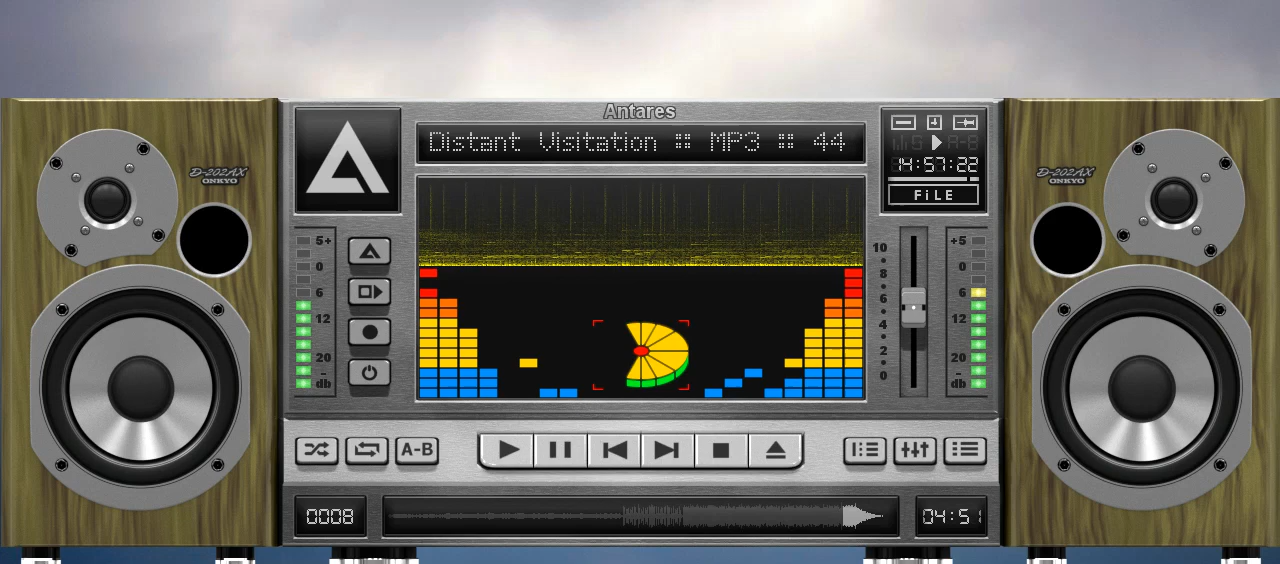 Antares
Distant Visitation :: MP3 :: 44
A-B
14:57:22
FiLE
D-202AX
ONKYO
D-202AX
ONKYO
5+
0
6
12
20
-
db
10
8
6
4
2
0
+5
0
6
12
20
-
db
A-B
0008
04:51